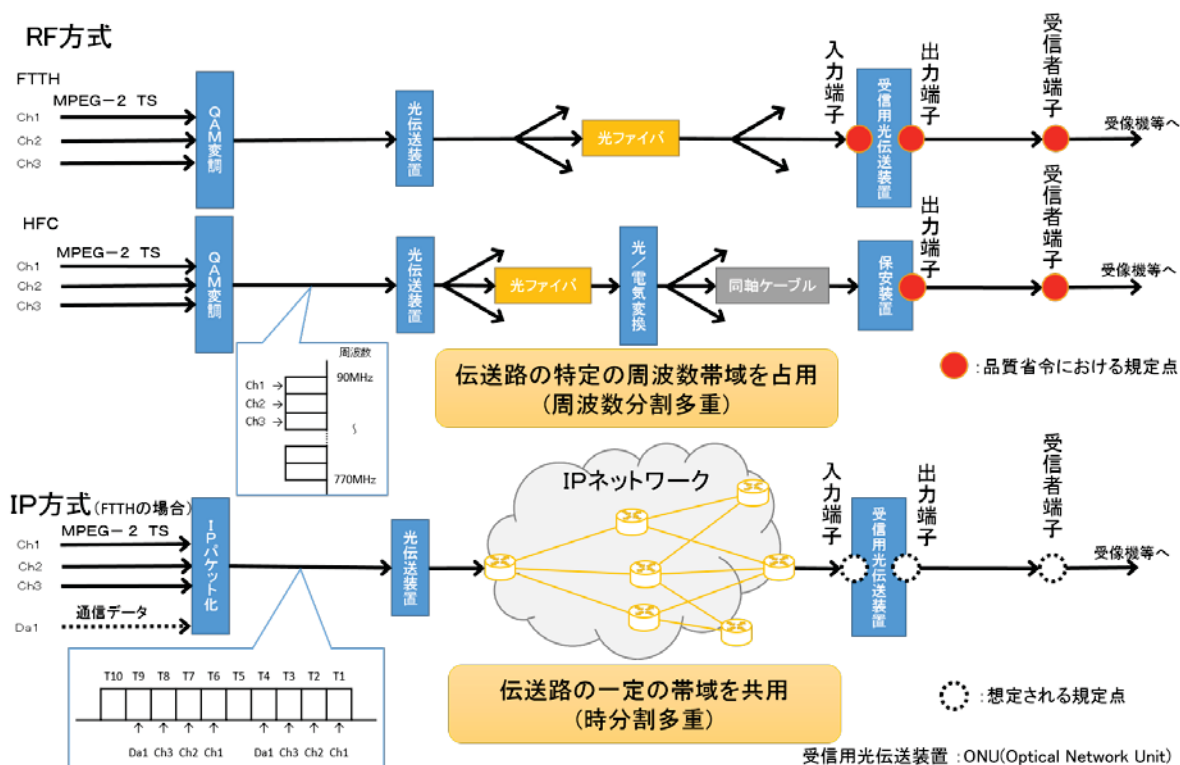 RF方式
FTTH
MPEG-2 TS
Ch1
Ch2
Ch3
QAM変調
光伝送装置
光ファイバ
入力端子
受信用光伝送装置
出力端子
受信者端子
受像機等へ
HFC
MPEG-2 TS
Ch1
Ch2
Ch3
QAM変調
光伝送装置
光ファイバ
光/電気変換
同軸ケーブル
保安装置
出力端子
受信者端子
受像機等へ
周波数
90MHz
Ch1
Ch2
Ch3
~
770MHz
伝送路の特定の周波数帯域を占用
(周波数分割多重)
:品質省令における規定点
IP方式(FTTHの場合)
MPEG-2 TS
Ch1
Ch2
Ch3
通信データ
Da1
IPパケット化
光伝送装置
IPネットワーク
入力端子
受信用光伝送装置
出力端子
受信者端子
受像機等へ
T10 T9 T8 T7 T6 T5 T4 T3 T2 T1
Da1 Ch3 Ch2 Ch1 Da1 Ch3 Ch2 Ch1
伝送路の一定の帯域を共用
(時分割多重)
:想定される規定点
受信用光伝送装置:ONU(Optical Network Unit)